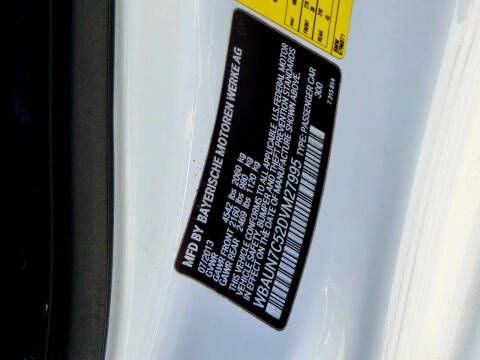 MFD BY BAYERISCHE MOTOREN WERKE AG
07/2013
GVWR 4542 lbs 2060 kg
GAWR FRONT 2160 lbs 980 kg
GAWR REAR 2469 lbs 1120 kg
THIS VEHICLE CONFORMS TO ALL APPLICABLE U.S. FEDERAL MOTOR
VEHICLE SAFETY, BUMPER, AND THEFT PREVENTION STANDARDS
IN EFFECT ON THE DATE OF MANUFACTURE SHOWN ABOVE.
WBAUN7C52DVM27995 TYPE: PASSENGER CAR
300
7 315 814